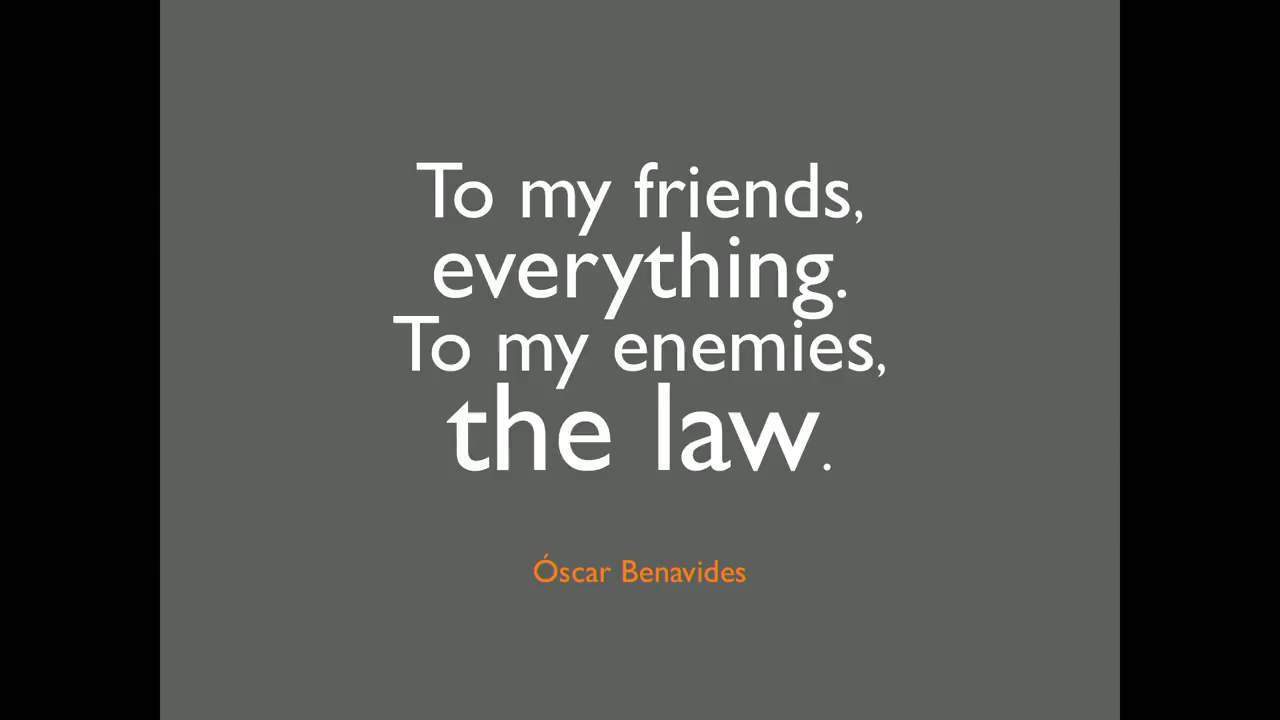 To my friends,
everything.
To my enemies,
the law.
Óscar Benavides